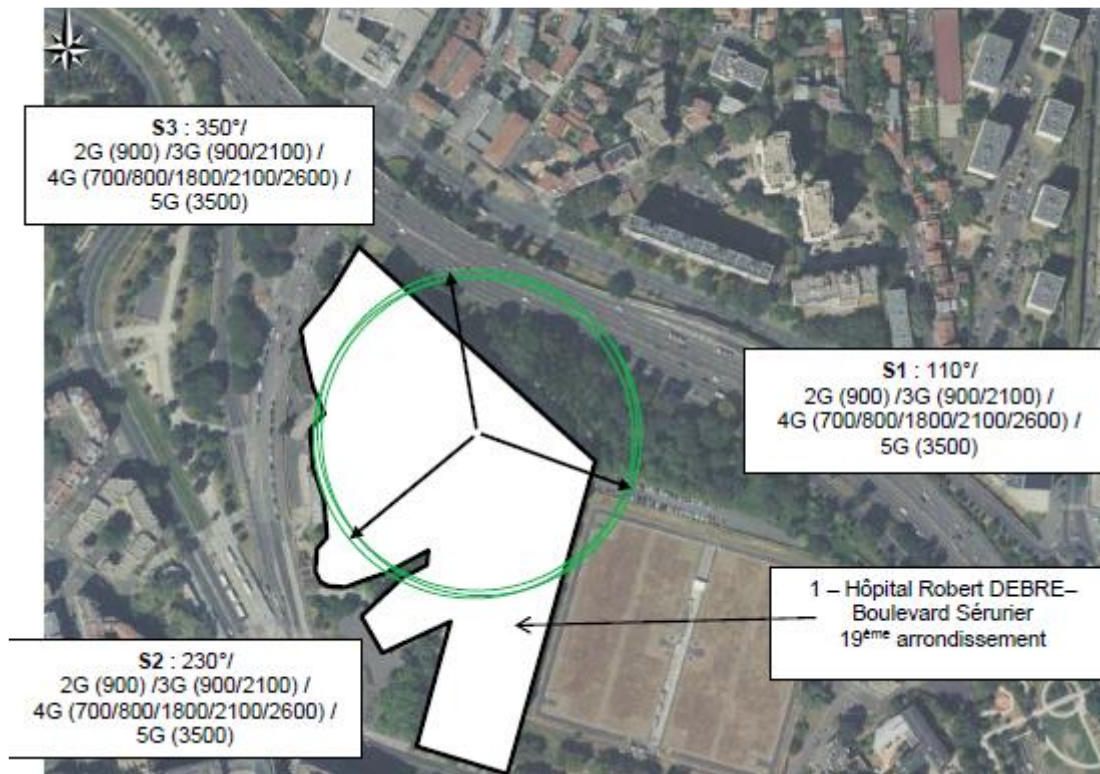 S3 : 350°/
2G (900) /3G (900/2100) /
4G (700/800/1800/2100/2600) /
5G (3500)
S1 : 110°/
2G (900) /3G (900/2100) /
4G (700/800/1800/2100/2600) /
5G (3500)
1 – Hôpital Robert DEBRE–
Boulevard Sérurier
19ème arrondissement
S2 : 230°/
2G (900) /3G (900/2100) /
4G (700/800/1800/2100/2600) /
5G (3500)